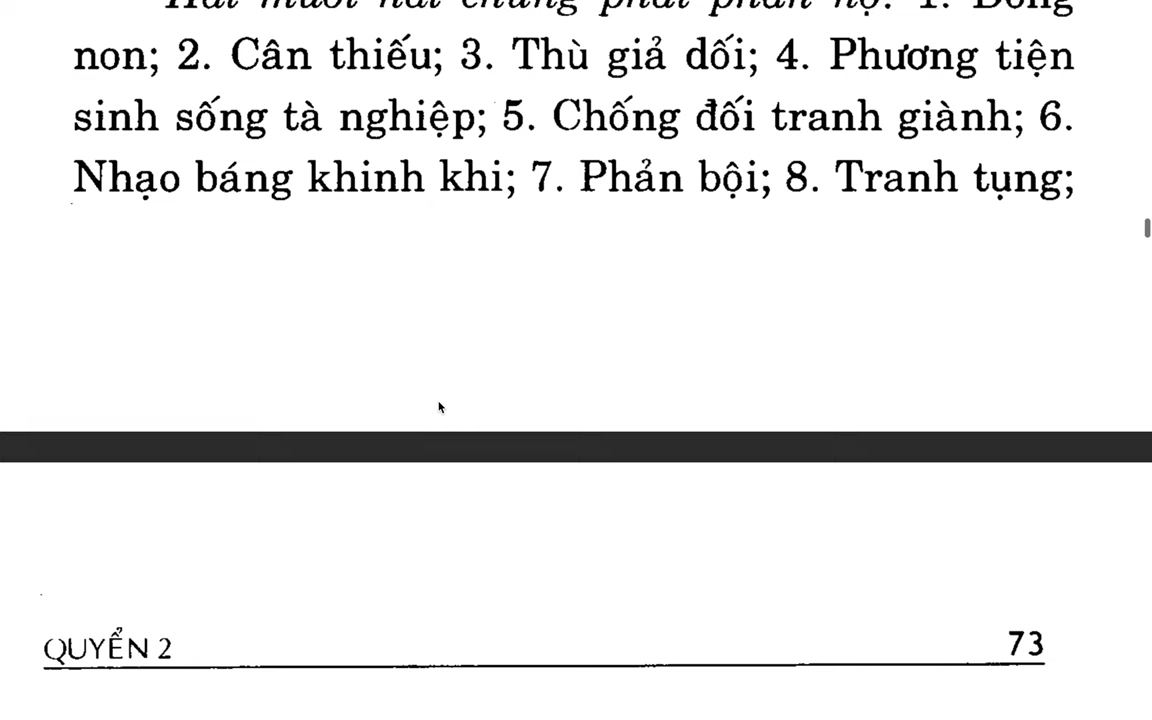 non; 2. Cân thiếu; 3. Thù giả dối; 4. Phương tiện
sinh sống tà nghiệp; 5. Chống đối tranh giành; 6.
Nhạo báng khinh khi; 7. Phản bội; 8. Tranh tụng;
QUYỂN 2
73